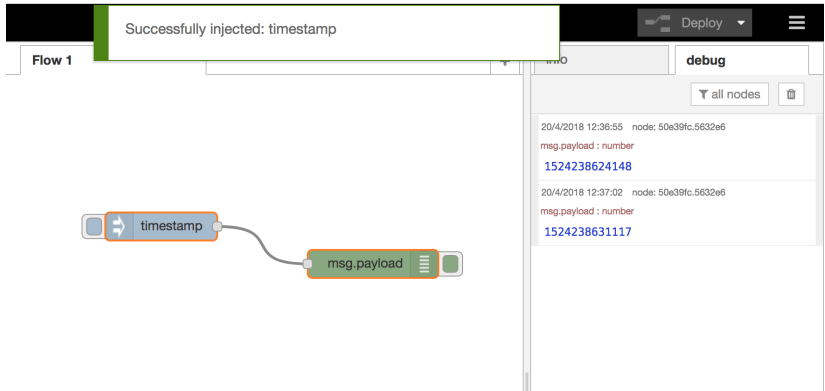 Successfully injected: timestamp
Deploy
Flow 1
+
info
debug
all nodes
20/4/2018 12:36:55 node: 50e39fc.5632e6
msg.payload : number
1524238624148
20/4/2018 12:37:02 node: 50e39fc.5632e6
msg.payload : number
1524238631117
timestamp
msg.payload